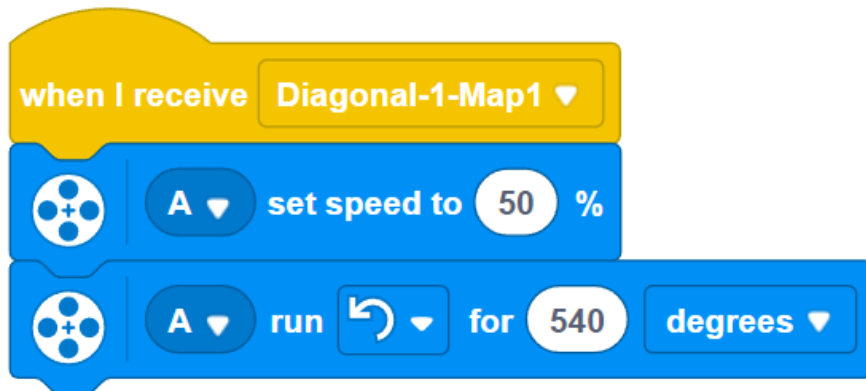 when I receive Diagonal-1-Map1
A set speed to 50 %
A run for 540 degrees